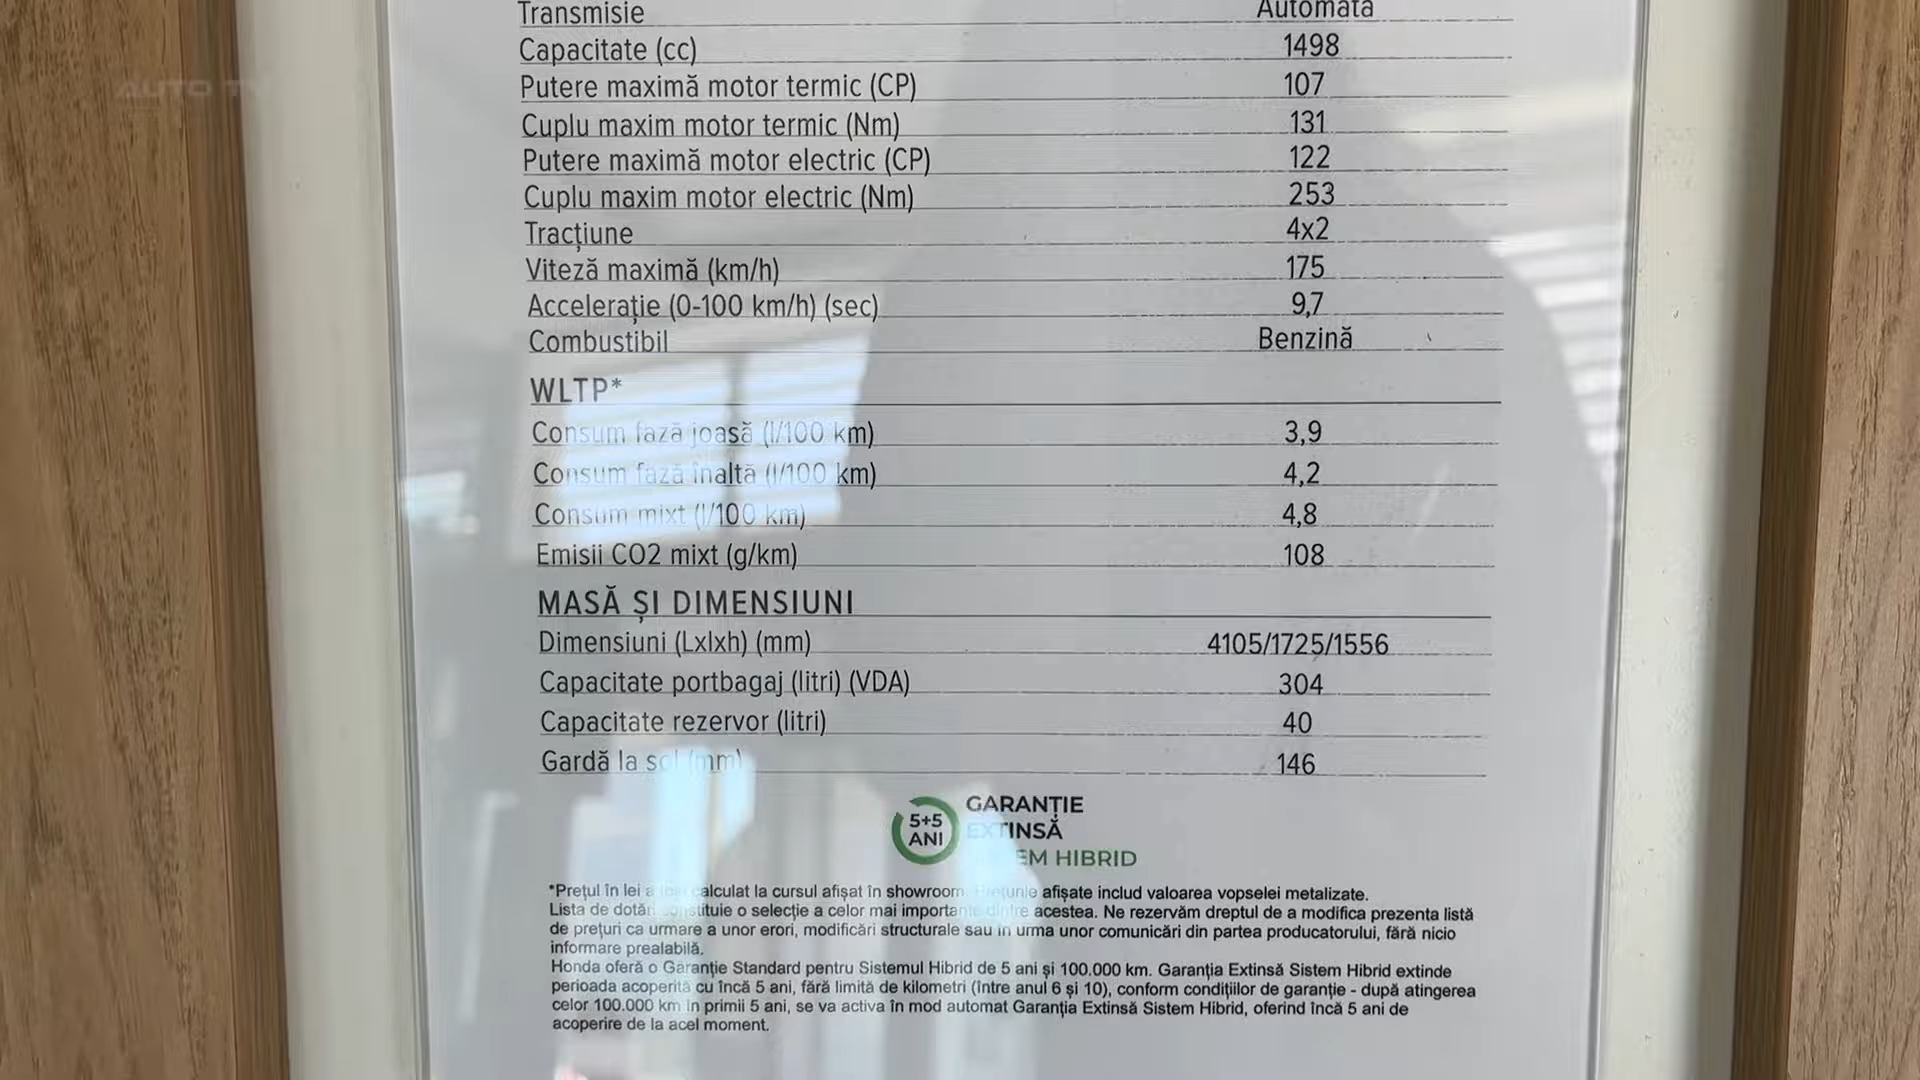 AUTO TV
Transmisie Automată
Capacitate (cc) 1498
Putere maximă motor termic (CP) 107
Cuplu maxim motor termic (Nm) 131
Putere maximă motor electric (CP) 122
Cuplu maxim motor electric (Nm) 253
Tracțiune 4x2
Viteză maximă (km/h) 175
Accelerație (0-100 km/h) (sec) 9,7
Combustibil Benzină
WLTP*
Consum fază joasă (l/100 km) 3,9
Consum fază înaltă (l/100 km) 4,2
Consum mixt (l/100 km) 4,8
Emisii CO2 mixt (g/km) 108
MASĂ ȘI DIMENSIUNI
Dimensiuni (Lxlxh) (mm) 4105/1725/1556
Capacitate portbagaj (litri) (VDA) 304
Capacitate rezervor (litri) 40
Gardă la sol (mm) 146
5+5 GARANȚIE
ANI EXTINSĂ
HIBRID
*Prețul în lei a calculat la cursul afișat în showroom. Prețurile afișate includ valoarea vopselei metalizate.
Lista de dotări constituie o selecție a celor mai importante dintre acestea. Ne rezervăm dreptul de a modifica prezenta listă
de prețuri ca urmare a unor erori, modificări structurale sau in urma unor comunicări din partea producatorului, fără nicio
informare prealabilă.
Honda oferă o Garanție Standard pentru Sistemul Hibrid de 5 ani și 100.000 km. Garanția Extinsă Sistem Hibrid extinde
perioada acoperită cu încă 5 ani, fără limită de kilometri (între anul 6 și 10), conform condițiilor de garanție - după atingerea
celor 100.000 km în primii 5 ani, se va activa în mod automat Garanția Extinsă Sistem Hibrid, oferind încă 5 ani de
acoperire de la acel moment.